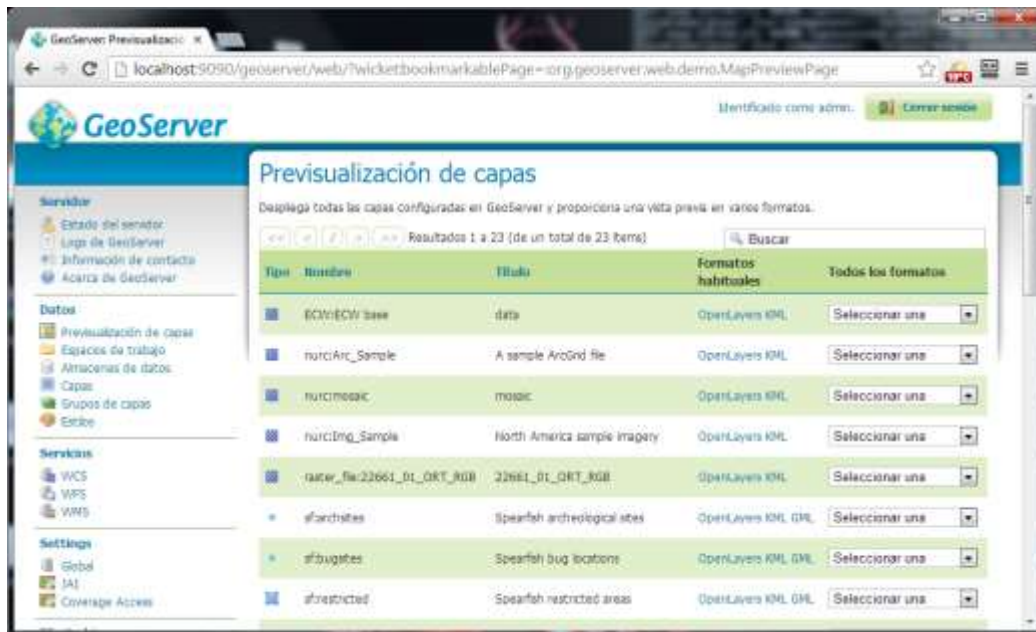 GeoServer: Previsualizació
localhost:9090/geoserver/web/?wicket:bookmarkablePage=:org.geoserver.web.demo.MapPreviewPage
GeoServer
Identificado como admin.
Cerrar sesión
Previsualización de capas
Despliega todas las capas configuradas en GeoServer y proporciona una vista previa en varios formatos.
<< < 1 > >> Resultados 1 a 23 (de un total de 23 ítems)
Buscar
Servidor
Estado del servidor
Logs de GeoServer
Información de contacto
Acerca de GeoServer
Datos
Previsualización de capas
Espacios de trabajo
Almacenes de datos
Capas
Grupos de capas
Estilos
Servicios
WCS
WFS
WMS
Settings
Global
JAI
Coverage Access
Tipo Nombre Título Formatos habituales Todos los formatos
ECW:ECW base data OpenLayers KML Seleccionar una
nurc:Arc_Sample A sample ArcGrid file OpenLayers KML Seleccionar una
nurc:mosaic mosaic OpenLayers KML Seleccionar una
nurc:Img_Sample North America sample imagery OpenLayers KML Seleccionar una
raster_file:22661_01_ORT_RGB 22661_01_ORT_RGB OpenLayers KML Seleccionar una
sf:archsites Spearfish archeological sites OpenLayers KML GML Seleccionar una
sf:bugsites Spearfish bug locations OpenLayers KML GML Seleccionar una
sf:restricted Spearfish restricted areas OpenLayers KML GML Seleccionar una